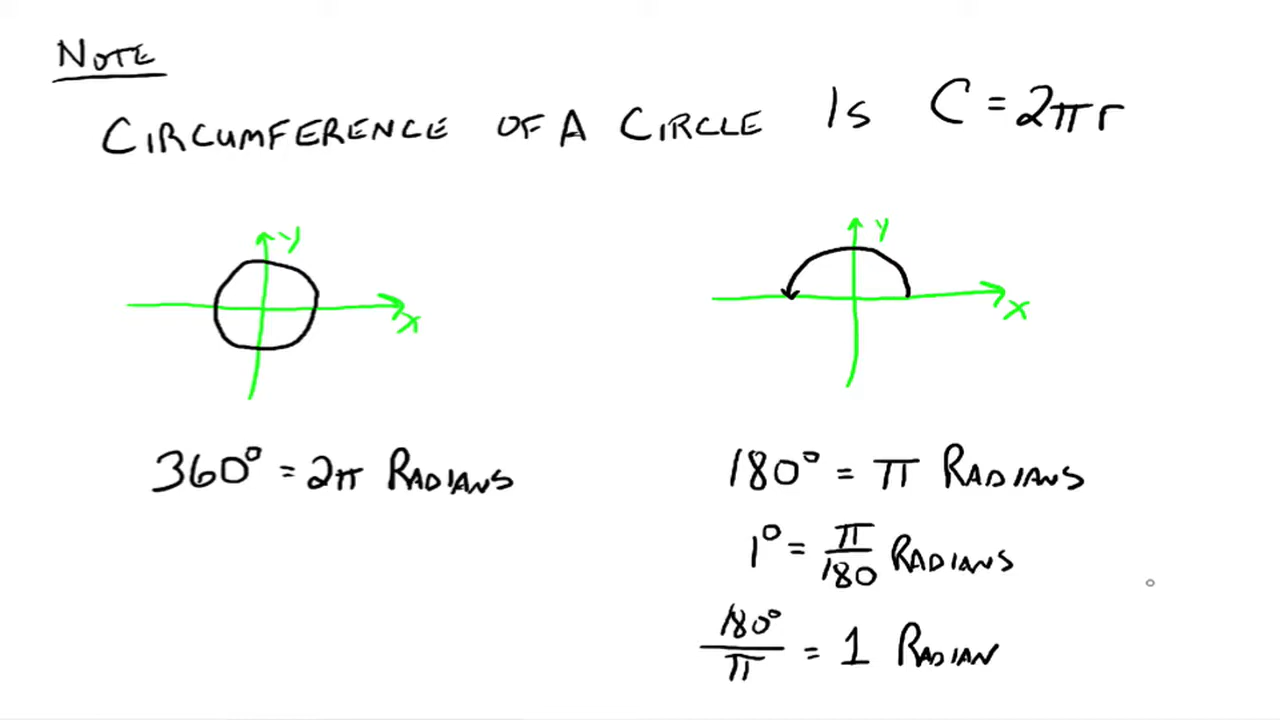 NOTE
CIRCUMFERENCE OF A CIRCLE IS C = 2πr
y
x
y
x
360° = 2π RADIANS
180° = π RADIANS
1° = π/180 RADIANS
180°/π = 1 RADIAN